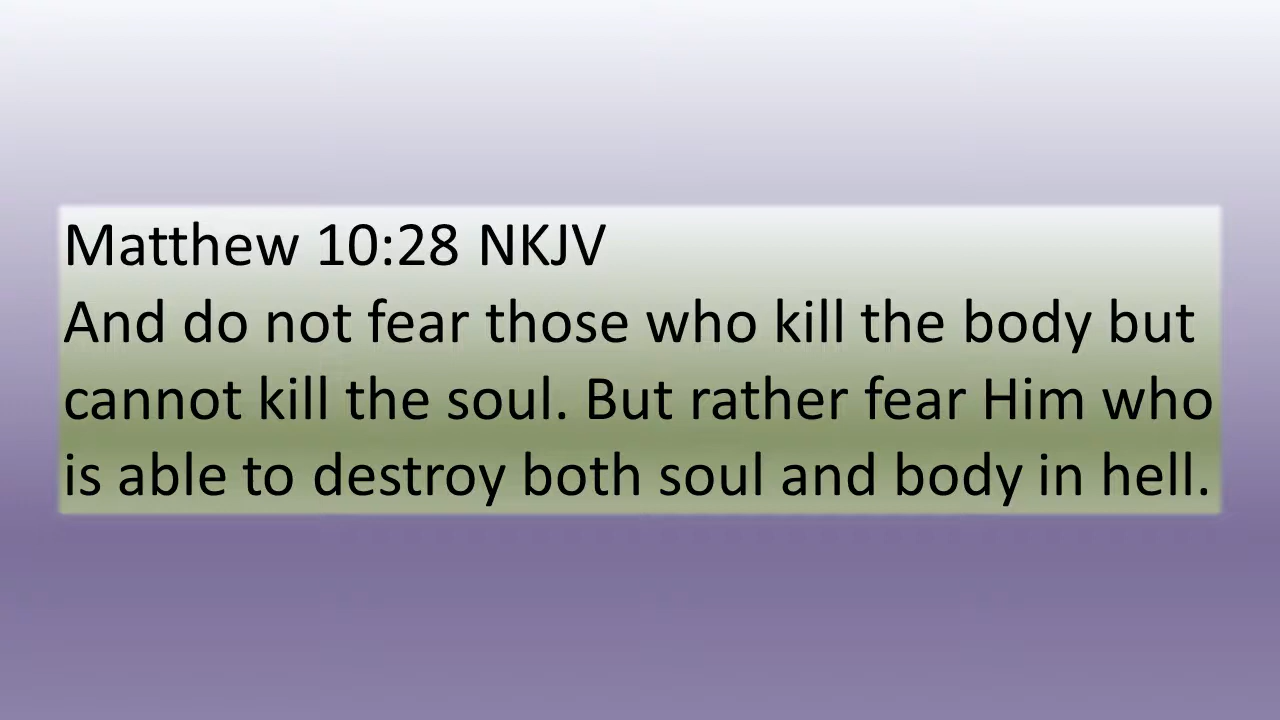 Matthew 10:28 NKJV
And do not fear those who kill the body but
cannot kill the soul. But rather fear Him who
is able to destroy both soul and body in hell.